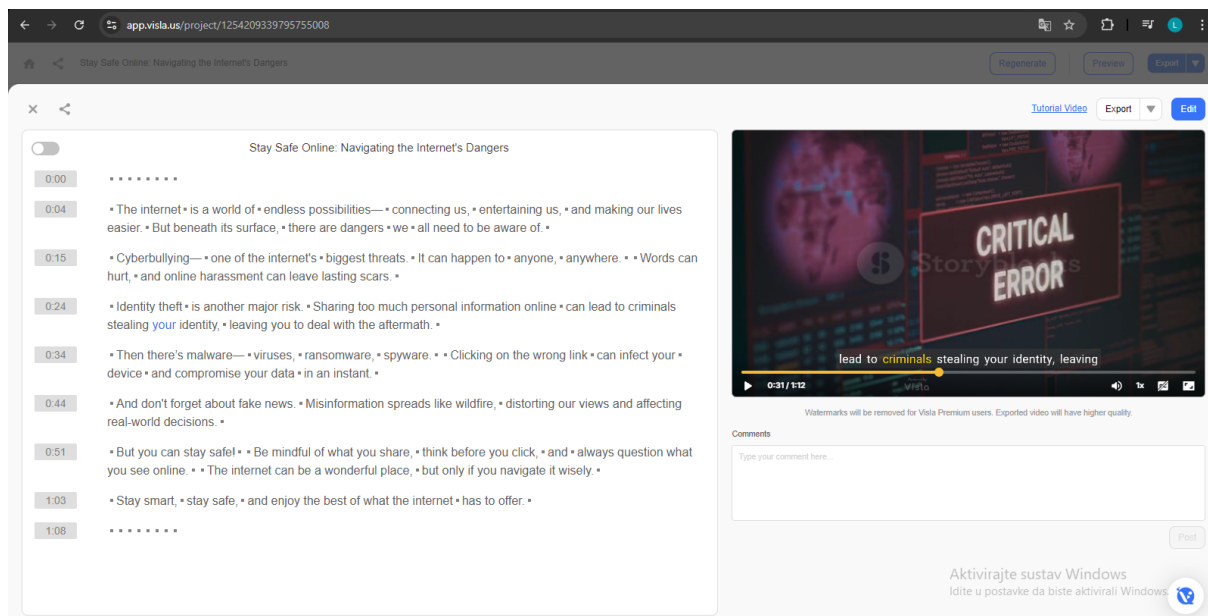 app.visla.us/project/1254209339795755008
L
Stay Safe Online: Navigating the Internet's Dangers
Regenerate
Preview
Export
Tutorial Video
Export
Edit
Stay Safe Online: Navigating the Internet's Dangers
0:00
0:04
▪ The internet ▪ is a world of ▪ endless possibilities— ▪ connecting us, ▪ entertaining us, ▪ and making our lives
easier. ▪ But beneath its surface, ▪ there are dangers ▪ we ▪ all need to be aware of. ▪
0:15
▪ Cyberbullying— ▪ one of the internet's ▪ biggest threats. ▪ It can happen to ▪ anyone, ▪ anywhere. ▪ ▪ Words can
hurt, ▪ and online harassment can leave lasting scars. ▪
0:24
▪ Identity theft ▪ is another major risk. ▪ Sharing too much personal information online ▪ can lead to criminals
stealing your identity, ▪ leaving you to deal with the aftermath. ▪
0:34
▪ Then there's malware— ▪ viruses, ▪ ransomware, ▪ spyware. ▪ ▪ Clicking on the wrong link ▪ can infect your ▪
device ▪ and compromise your data ▪ in an instant. ▪
0:44
▪ And don't forget about fake news. ▪ Misinformation spreads like wildfire, ▪ distorting our views and affecting
real-world decisions. ▪
0:51
▪ But you can stay safe! ▪ ▪ Be mindful of what you share, ▪ think before you click, ▪ and ▪ always question what
you see online. ▪ ▪ The internet can be a wonderful place, ▪ but only if you navigate it wisely. ▪
1:03
▪ Stay smart, ▪ stay safe, ▪ and enjoy the best of what the internet ▪ has to offer. ▪
1:08
CRITICAL
ERROR
Storyblocks
lead to criminals stealing your identity, leaving
0:31 / 1:12
Visla
1x
Watermarks will be removed for Visla Premium users. Exported video will have higher quality.
Comments
Type your comment here...
Post
Aktivirajte sustav Windows
Idite u postavke da biste aktivirali Windows.